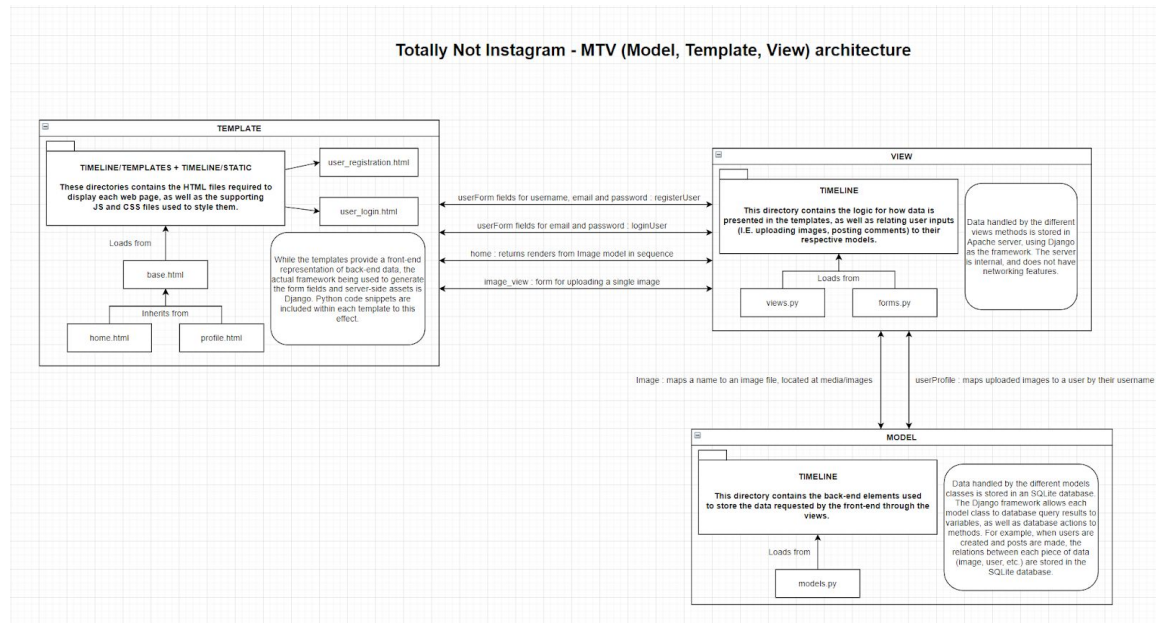 Totally Not Instagram - MTV (Model, Template, View) architecture
TEMPLATE
TIMELINE/TEMPLATES + TIMELINE/STATIC
These directories contains the HTML files required to
display each web page, as well as the supporting
JS and CSS files used to style them.
user_registration.html
user_login.html
Loads from
base.html
Inherits from
home.html
profile.html
While the templates provide a front-end
representation of back-end data, the
actual framework being used to generate
the form fields and server-side assets is
Django. Python code snippets are
included within each template to this
effect.
userForm fields for username, email and password : registerUser
userForm fields for email and password : loginUser
home : returns renders from Image model in sequence
image_view : form for uploading a single image
VIEW
TIMELINE
This directory contains the logic for how data is
presented in the templates, as well as relating user inputs
(I.E. uploading images, posting comments) to their
respective models.
Loads from
views.py
forms.py
Data handled by the different
views methods is stored in
Apache server, using Django
as the framework. The server
is internal, and does not have
networking features.
Image : maps a name to an image file, located at media/images
userProfile : maps uploaded images to a user by their username
MODEL
TIMELINE
This directory contains the back-end elements used
to store the data requested by the front-end through the
views.
Loads from
models.py
Data handled by the different models
classes is stored in an SQLite database.
The Django framework allows each
model class to database query results to
variables, as well as database actions to
methods. For example, when users are
created and posts are made, the
relations between each piece of data
(image, user, etc.) are stored in the
SQLite database.